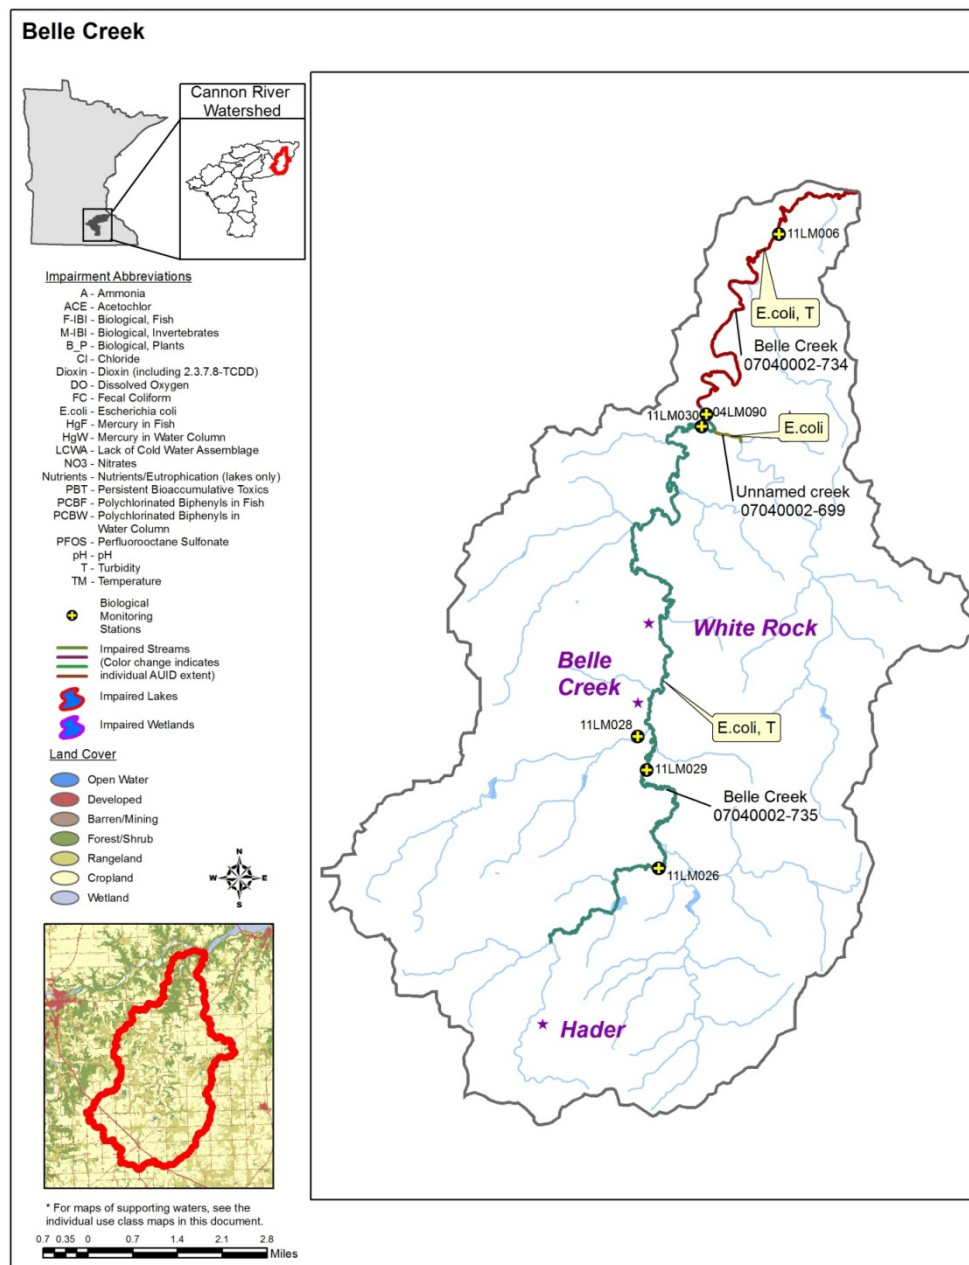 Belle Creek
Cannon River
Watershed
Impairment Abbreviations
A - Ammonia
ACE - Acetochlor
F-IBI - Biological, Fish
M-IBI - Biological, Invertebrates
B_P - Biological, Plants
Cl - Chloride
Dioxin - Dioxin (including 2.3.7.8-TCDD)
DO - Dissolved Oxygen
FC - Fecal Coliform
E.coli - Escherichia coli
HgF - Mercury in Fish
HgW - Mercury in Water Column
LCWA - Lack of Cold Water Assemblage
NO3 - Nitrates
Nutrients - Nutrients/Eutrophication (lakes only)
PBT - Persistent Bioaccumulative Toxics
PCBF - Polychlorinated Biphenyls in Fish
PCBW - Polychlorinated Biphenyls in
Water Column
PFOS - Perfluorooctane Sulfonate
pH - pH
T - Turbidity
TM - Temperature
Biological
Monitoring
Stations
Impaired Streams
(Color change indicates
individual AUID extent)
Impaired Lakes
Impaired Wetlands
Land Cover
Open Water
Developed
Barren/Mining
Forest/Shrub
Rangeland
Cropland
Wetland
N
W E
S
* For maps of supporting waters, see the
individual use class maps in this document.
0.7 0.35 0 0.7 1.4 2.1 2.8
Miles
11LM006
E.coli, T
Belle Creek
07040002-734
11LM030
04LM090
E.coli
Unnamed creek
07040002-699
White Rock
Belle
Creek
E.coli, T
11LM028
11LM029
Belle Creek
07040002-735
11LM026
Hader